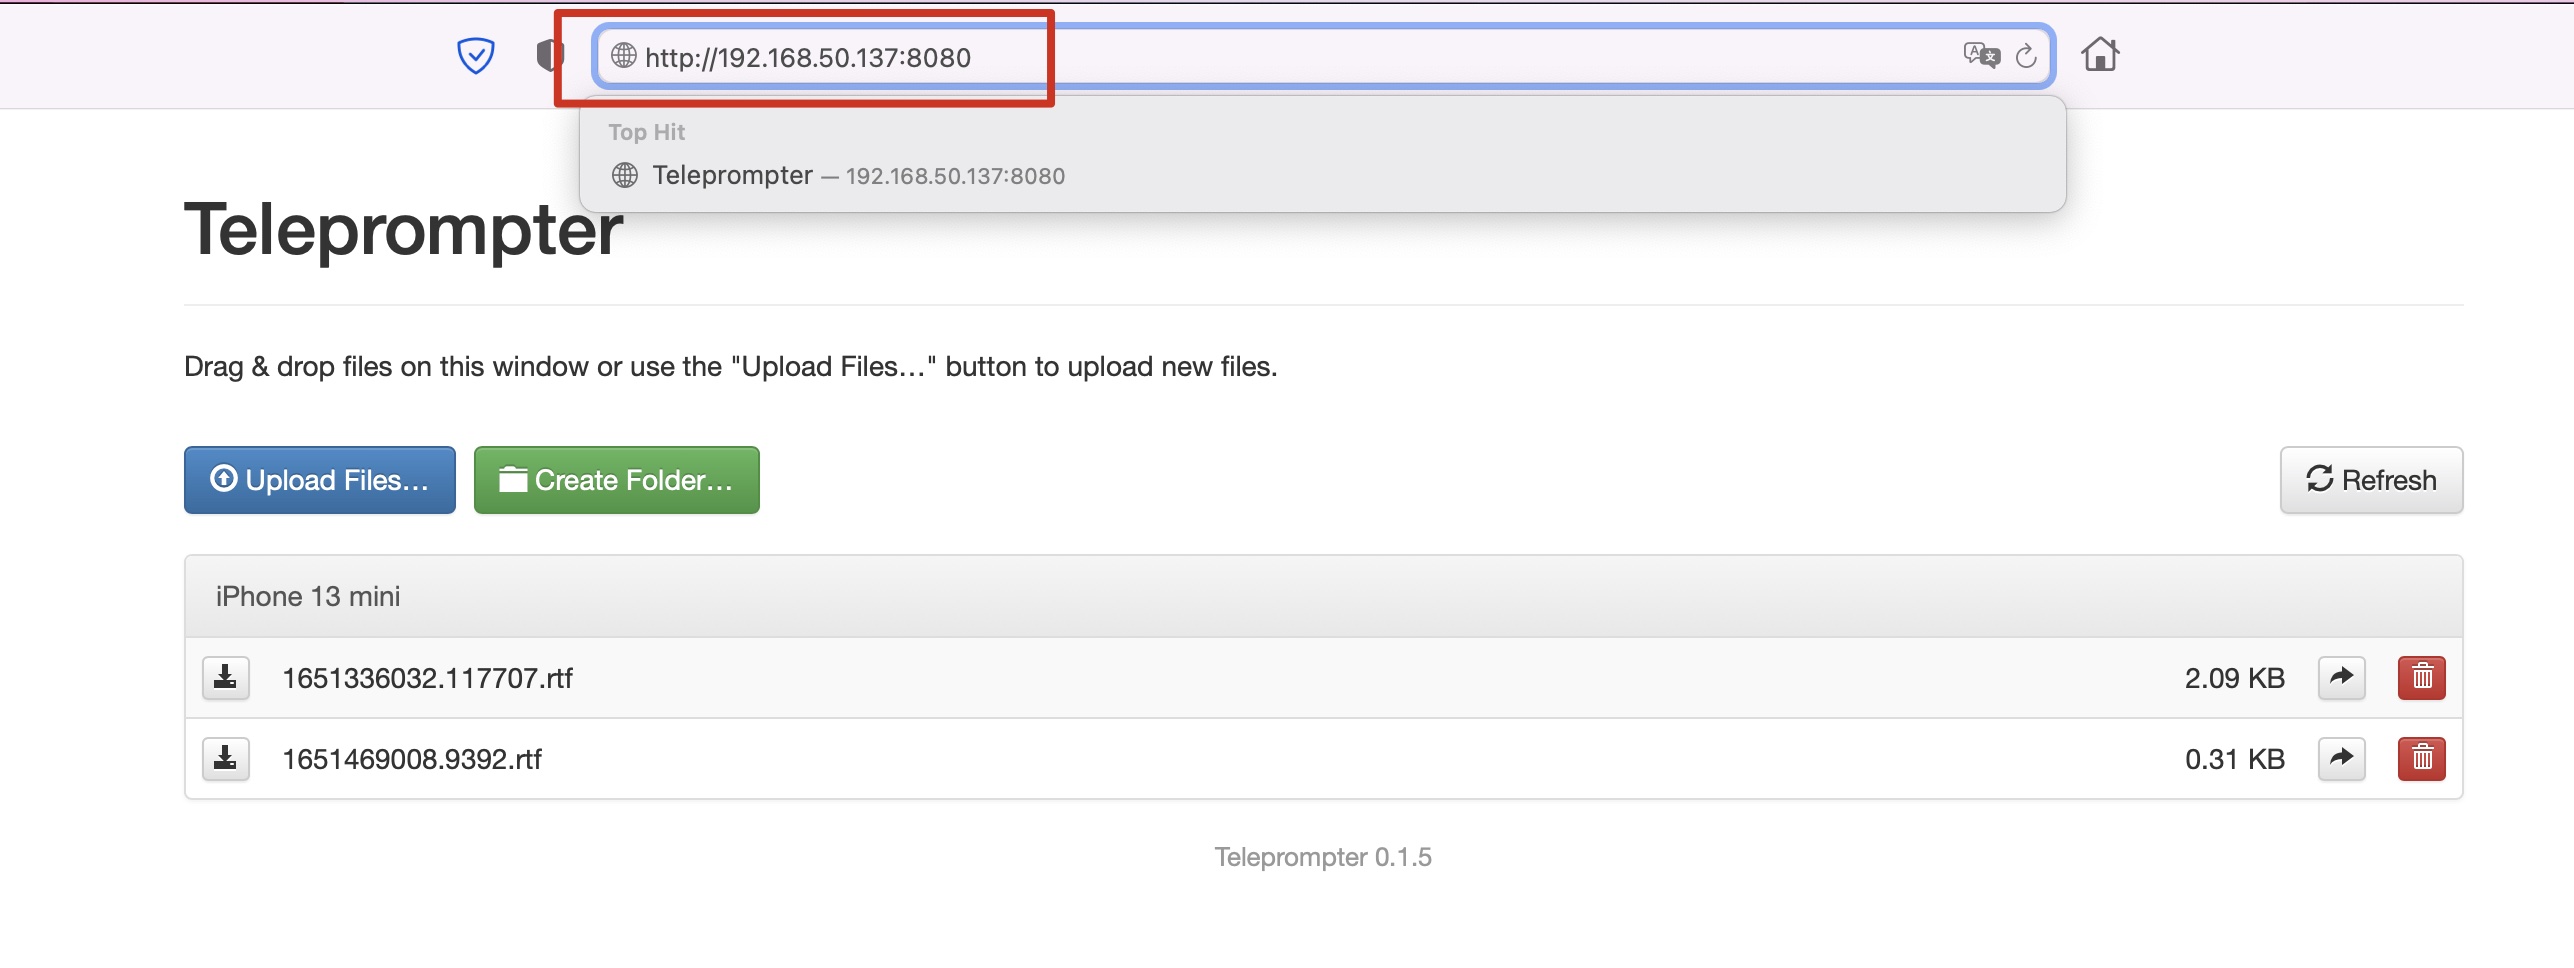 http://192.168.50.137:8080
Top Hit
Teleprompter — 192.168.50.137:8080
Teleprompter
Drag & drop files on this window or use the "Upload Files…" button to upload new files.
Upload Files…
Create Folder…
Refresh
iPhone 13 mini
1651336032.117707.rtf 2.09 KB
1651469008.9392.rtf 0.31 KB
Teleprompter 0.1.5